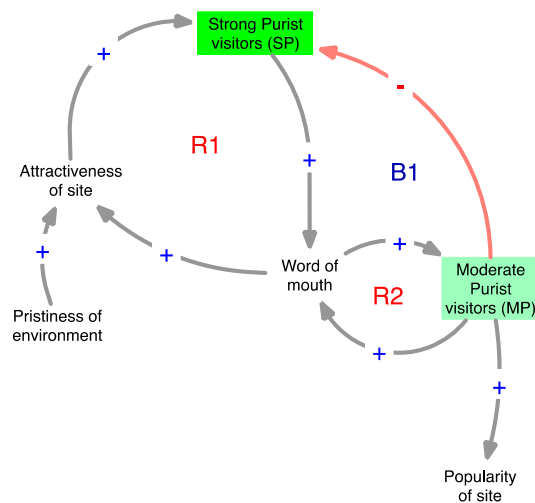 Strong Purist
visitors (SP)
+
-
R1
+
B1
Attractiveness
of site
+
+
+
Word of
mouth
Moderate
Purist
visitors (MP)
R2
Pristiness of
environment
+
+
Popularity
of site